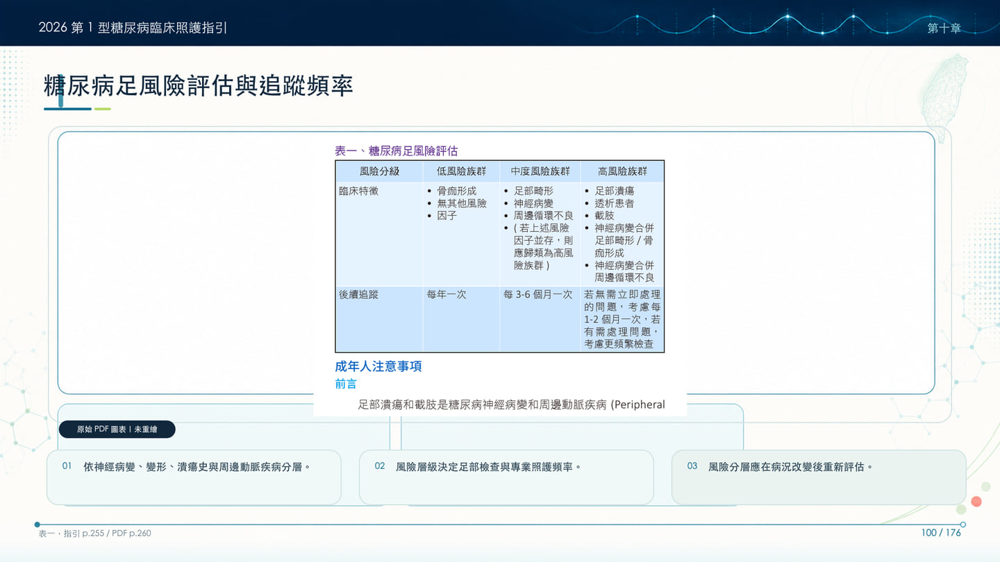 2026 第 1 型糖尿病臨床照護指引
第十章
糖尿病足風險評估與追蹤頻率
表一、糖尿病足風險評估
風險分級 低風險族群 中度風險族群 高風險族群
臨床特徵
• 骨痂形成
• 無其他風險
• 因子
• 足部畸形
• 神經病變
• 周邊循環不良
• ( 若上述風險
因子並存，則
應歸類為高風
險族群 )
• 足部潰瘍
• 透析患者
• 截肢
• 神經病變合併
足部畸形 / 骨
痂形成
• 神經病變合併
周邊循環不良
後續追蹤
每年一次
每 3-6 個月一次
若無需立即處理
的問題，考慮每
1-2 個月一次，若
有需處理問題，
考慮更頻繁檢查
成年人注意事項
前言
足部潰瘍和截肢是糖尿病神經病變和周邊動脈疾病 (Peripheral
原始 PDF 圖表｜未重繪
01 依神經病變、變形、潰瘍史與周邊動脈疾病分層。
02 風險層級決定足部檢查與專業照護頻率。
03 風險分層應在病況改變後重新評估。
表一，指引 p.255 / PDF p.260
100 / 176